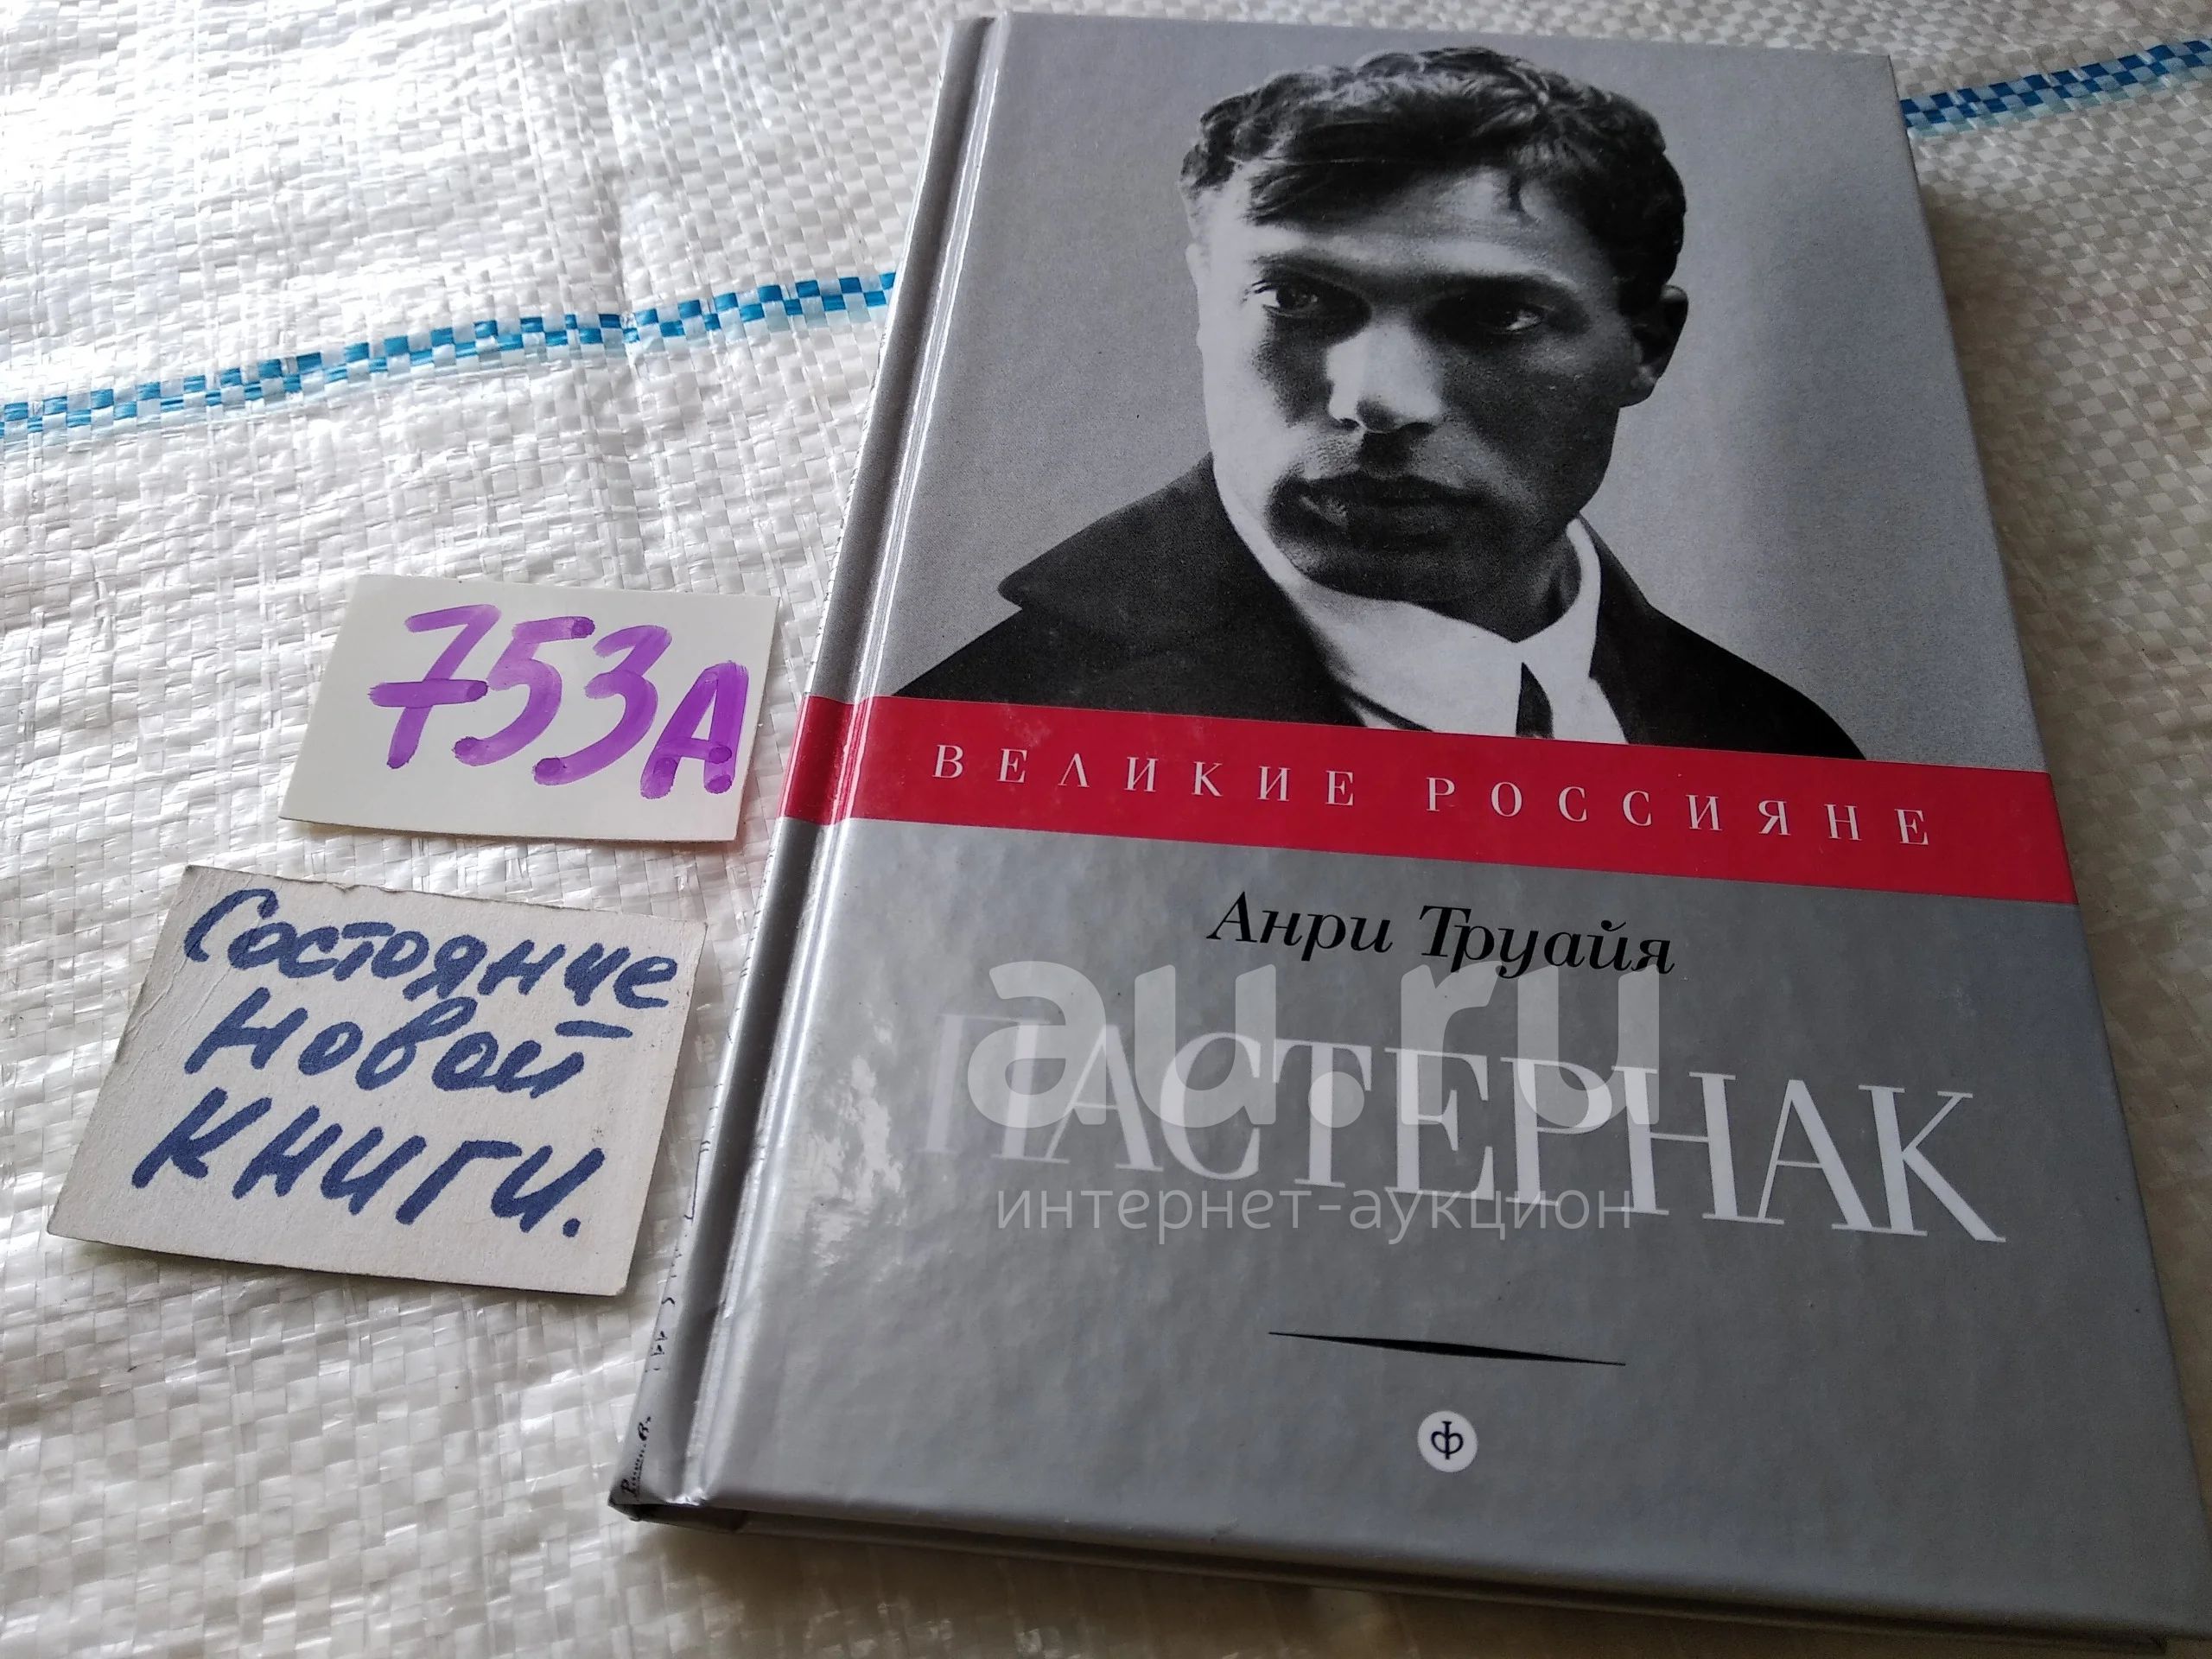 ВЕЛИКИЕ РОССИЯНЕ
Анри Труайя
ПАСТЕРНАК
au.ru
интернет-аукцион
ф
753А
Состояние
новой
книги.